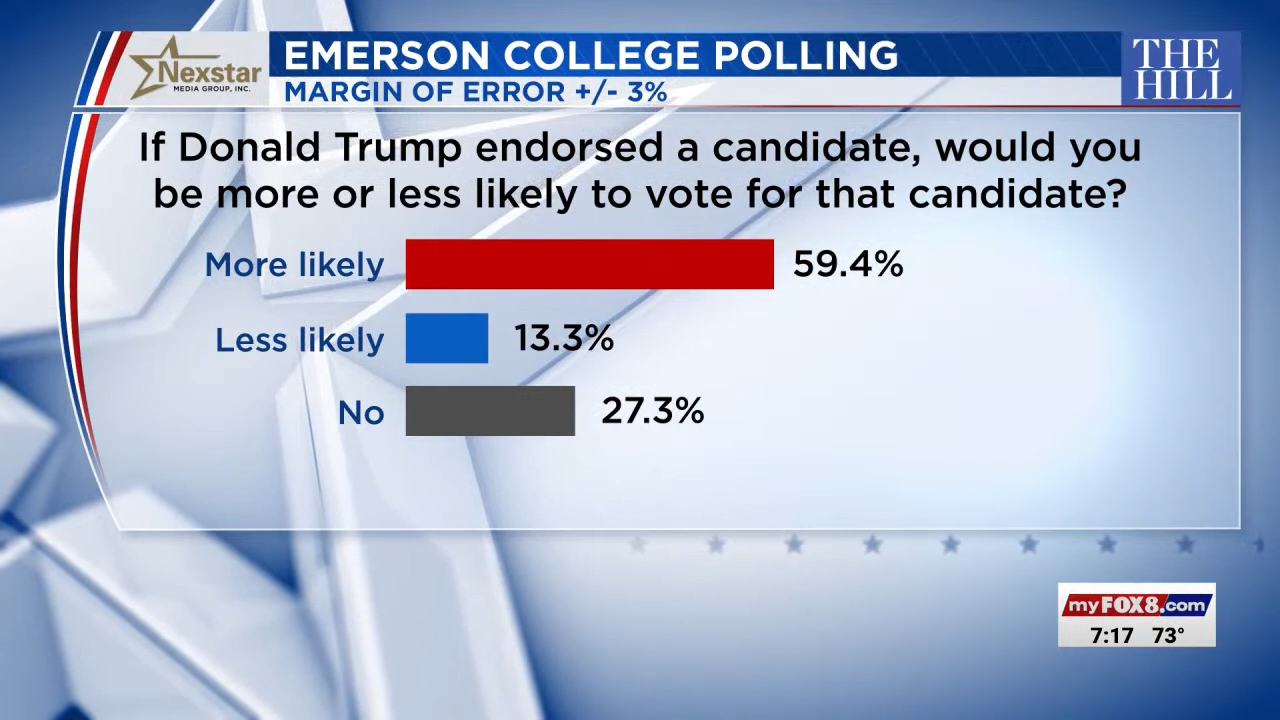 Nexstar
MEDIA GROUP, INC.
EMERSON COLLEGE POLLING
MARGIN OF ERROR +/- 3%
THE
HILL
If Donald Trump endorsed a candidate, would you
be more or less likely to vote for that candidate?
More likely 59.4%
Less likely 13.3%
No 27.3%
myFOX8.com
7:17 73°